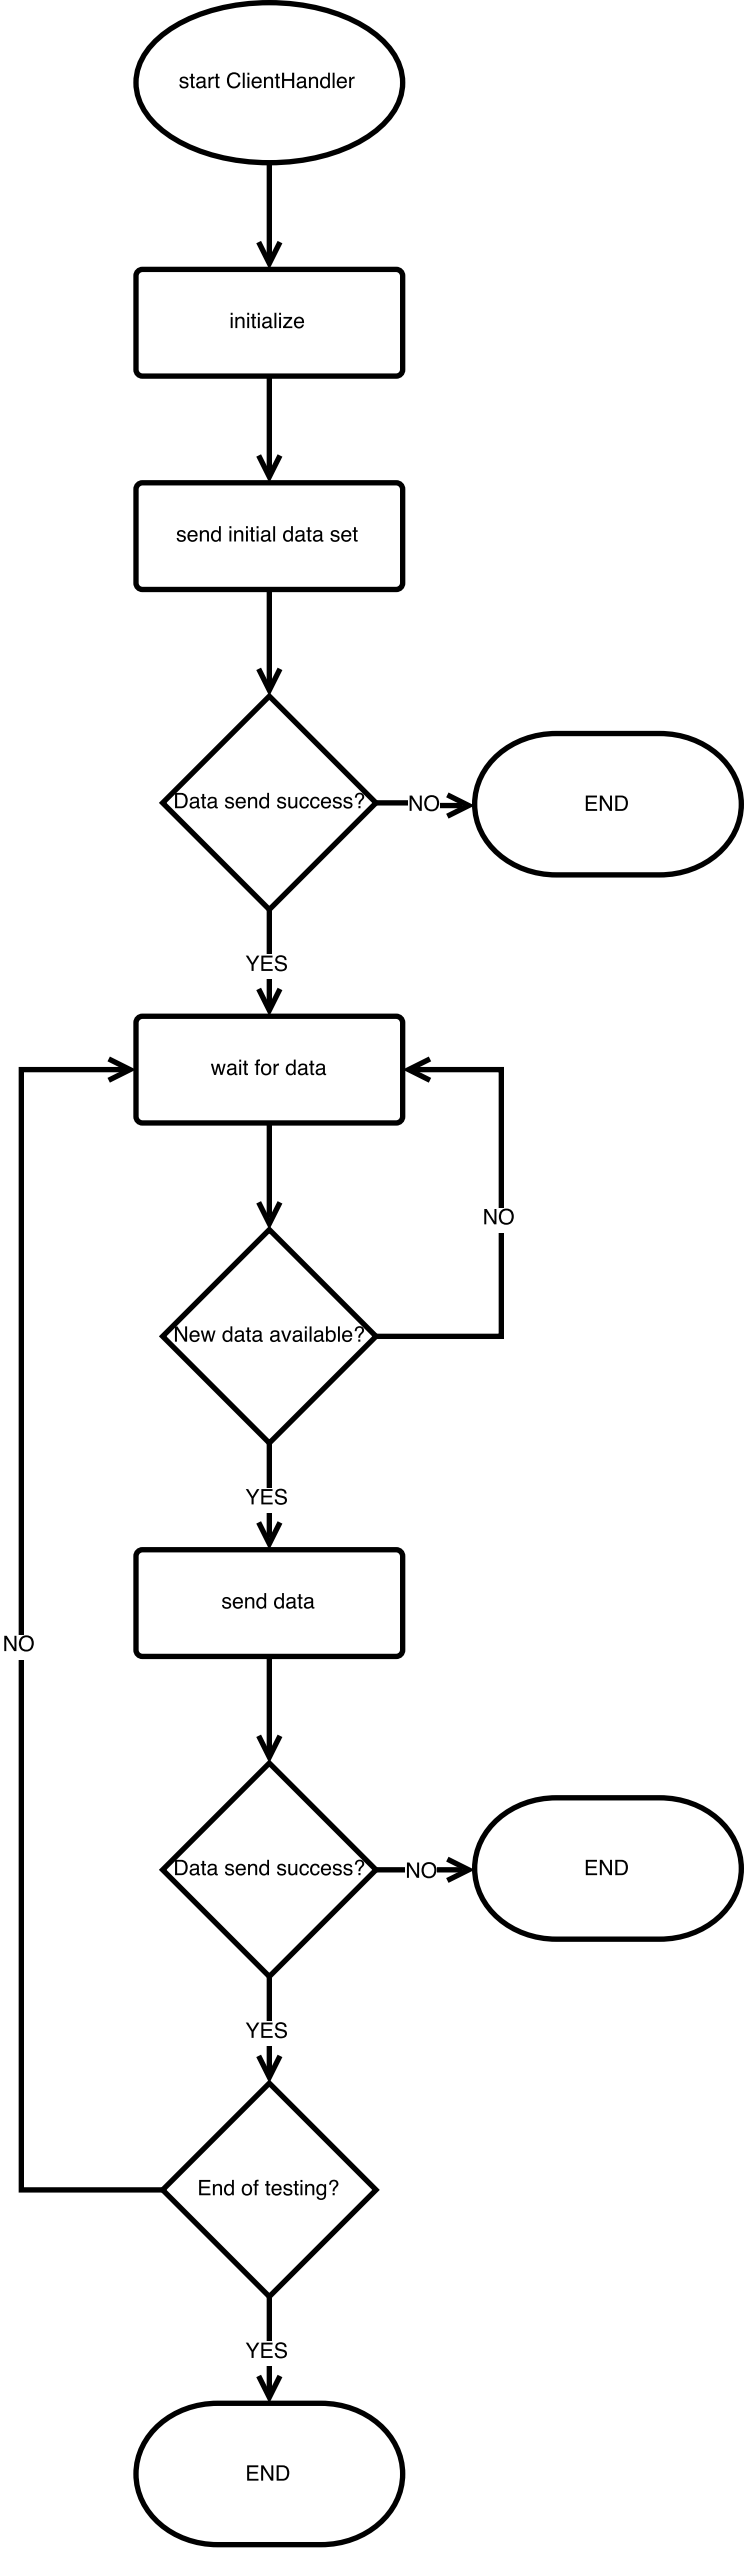 start ClientHandler
initialize
send initial data set
Data send success?
NO
END
YES
wait for data
NO
New data available?
YES
send data
NO
Data send success?
NO
END
YES
End of testing?
YES
END